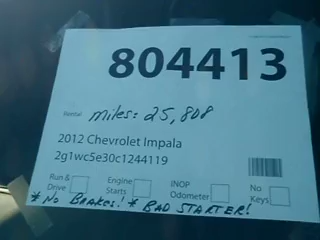 804413
Rental miles: 25,808
2012 Chevrolet Impala
2g1wc5e30c1244119
Run & Drive
Engine Starts
INOP Odometer
No Keys
* No Brakes! * BAD STARTER!